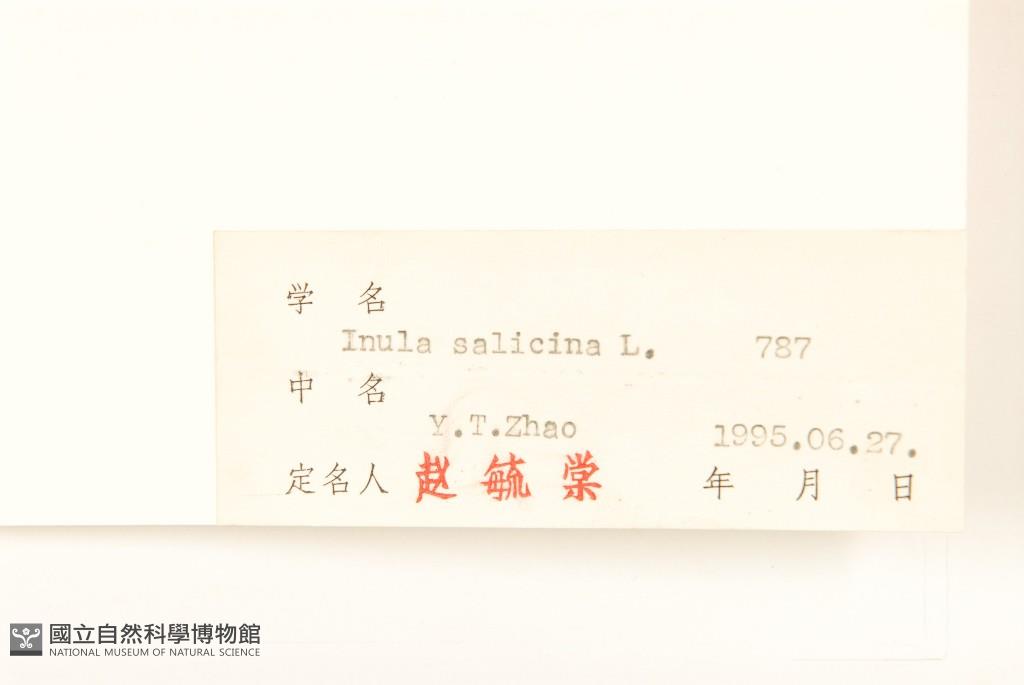 学 名
Inula salicina L. 787
中 名
Y.T.Zhao 1995.06.27.
定名人 赵毓棠 年 月 日
國立自然科學博物館
NATIONAL MUSEUM OF NATURAL SCIENCE